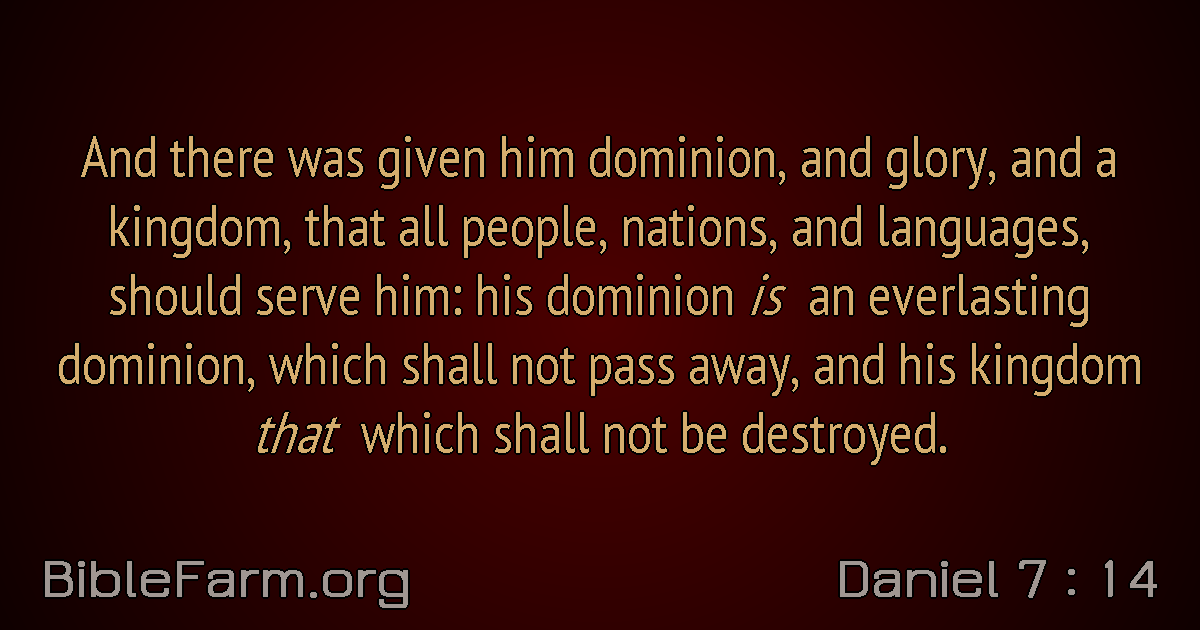 And there was given him dominion, and glory, and a
kingdom, that all people, nations, and languages,
should serve him: his dominion is an everlasting
dominion, which shall not pass away, and his kingdom
that which shall not be destroyed.
BibleFarm.org
Daniel 7 : 14